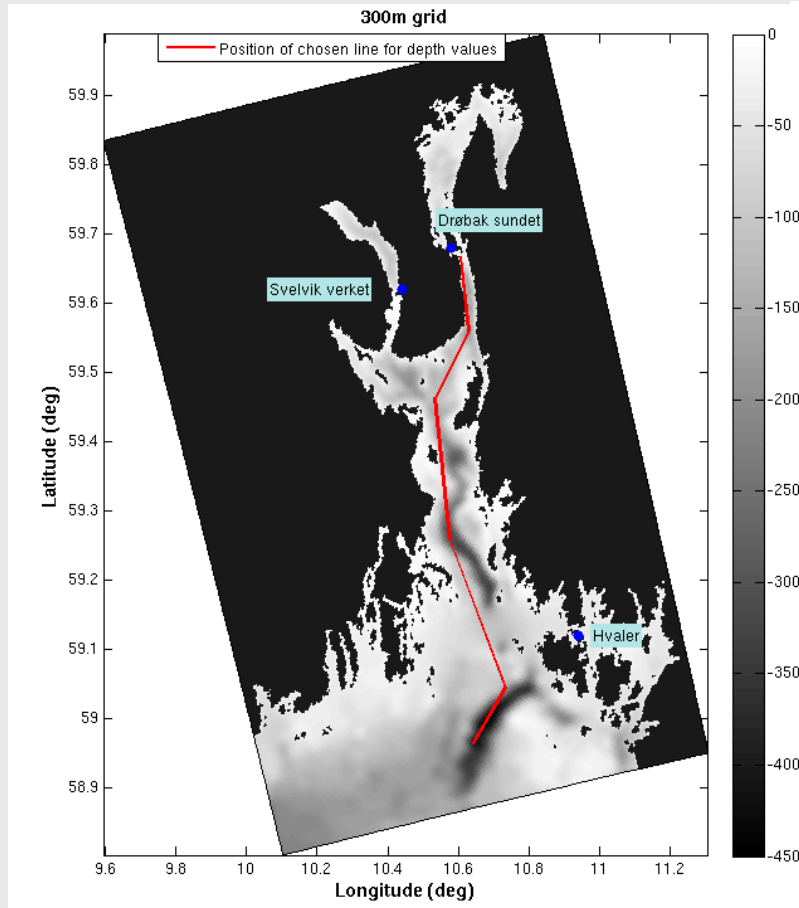 300m grid
Position of chosen line for depth values
Drøbak sundet
Svelvik verket
Hvaler
Latitude (deg)
59.9
59.8
59.7
59.6
59.5
59.4
59.3
59.2
59.1
59
58.9
9.6 9.8 10 10.2 10.4 10.6 10.8 11 11.2
Longitude (deg)
0
-50
-100
-150
-200
-250
-300
-350
-400
-450